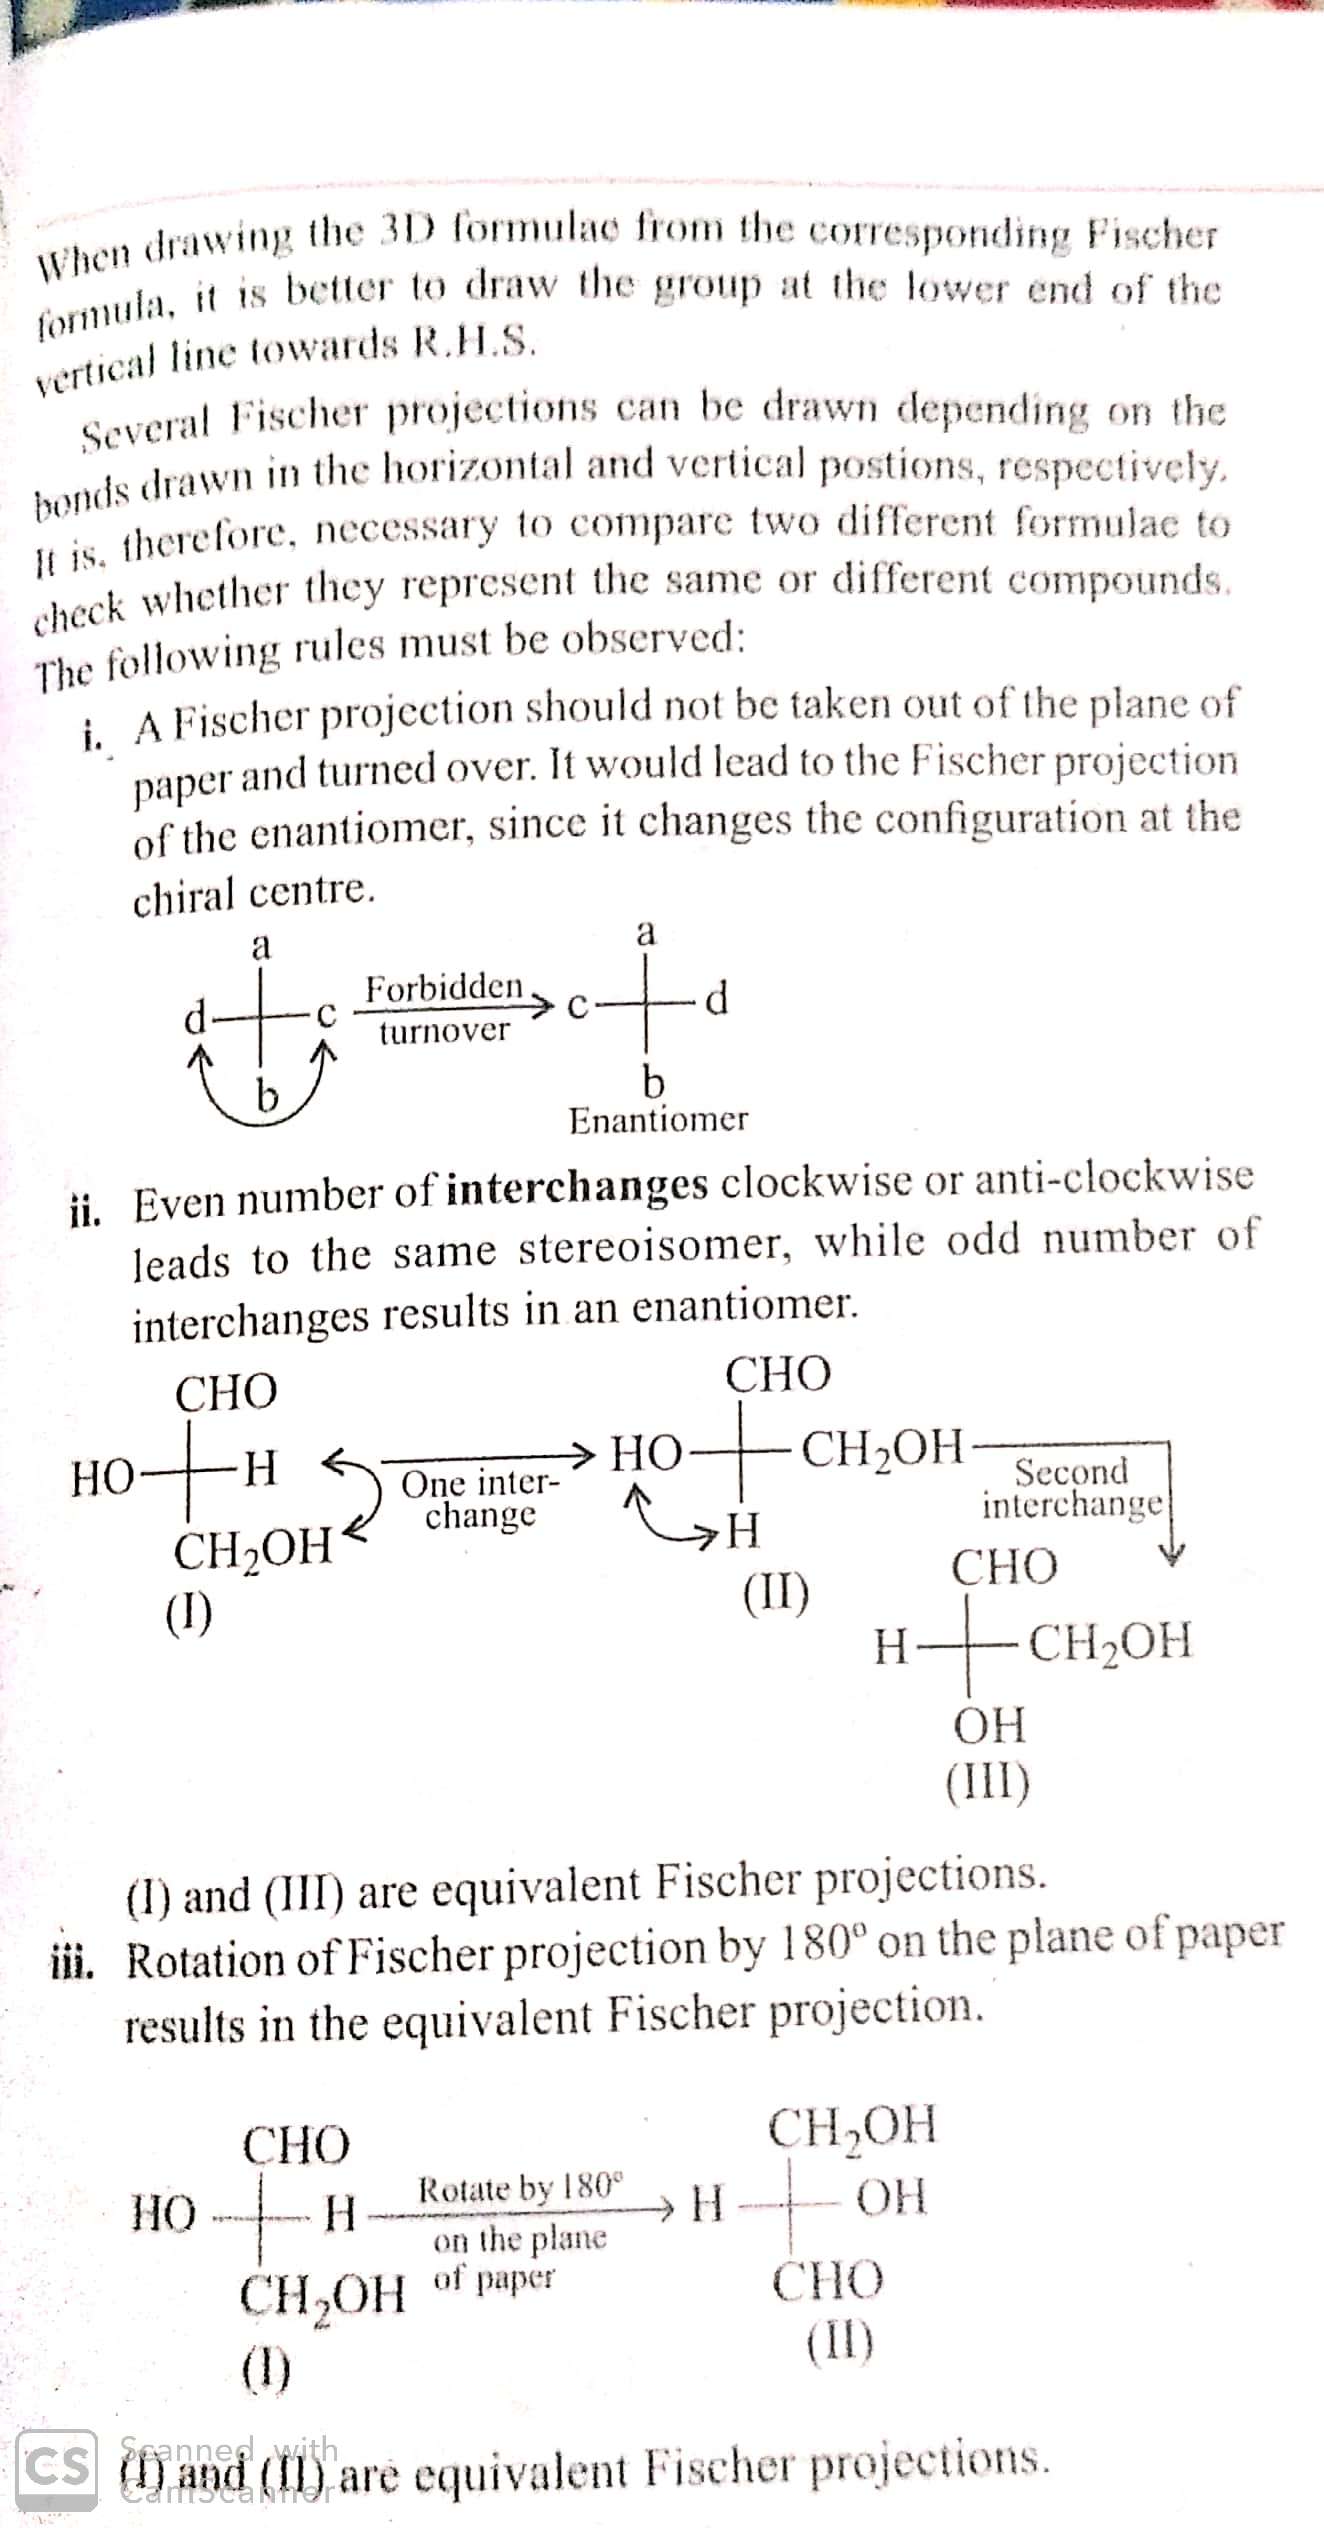 When drawing the 3D formulae from the corresponding Fischer
formula, it is better to draw the group at the lower end of the
vertical line towards R.H.S.
Several Fischer projections can be drawn depending on the
bonds drawn in the horizontal and vertical postions, respectively.
It is, therefore, necessary to compare two different formulae to
check whether they represent the same or different compounds.
The following rules must be observed:
i. A Fischer projection should not be taken out of the plane of
paper and turned over. It would lead to the Fischer projection
of the enantiomer, since it changes the configuration at the
chiral centre.
a a
d c Forbidden c d
turnover
b b
Enantiomer
ii. Even number of interchanges clockwise or anti-clockwise
leads to the same stereoisomer, while odd number of
interchanges results in an enantiomer.
CHO CHO
HO H One inter- HO CH₂OH Second
change interchange
CH₂OH H
(I) (II)
CHO
H CH₂OH
OH
(III)
(I) and (III) are equivalent Fischer projections.
iii. Rotation of Fischer projection by 180º on the plane of paper
results in the equivalent Fischer projection.
CHO CH₂OH
HO H Rotate by 180º H OH
on the plane
CH₂OH of paper CHO
(I) (II)
(I) and (II) are equivalent Fischer projections.
CS Scanned with
CamScanner